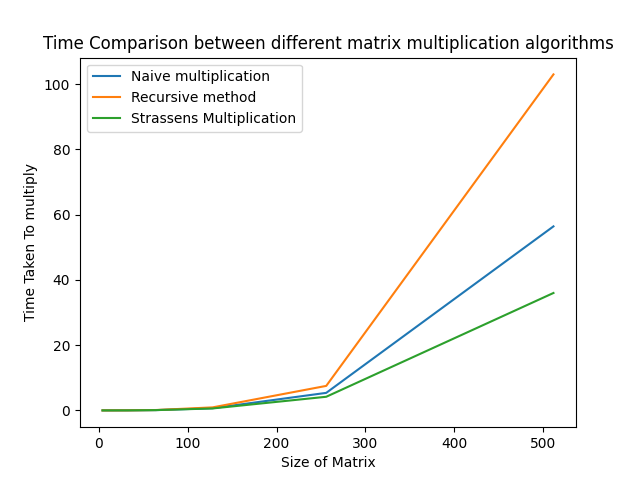 Time Comparison between different matrix multiplication algorithms
Naive multiplication
Recursive method
Strassens Multiplication
Time Taken To multiply
100
80
60
40
20
0
0 100 200 300 400 500
Size of Matrix